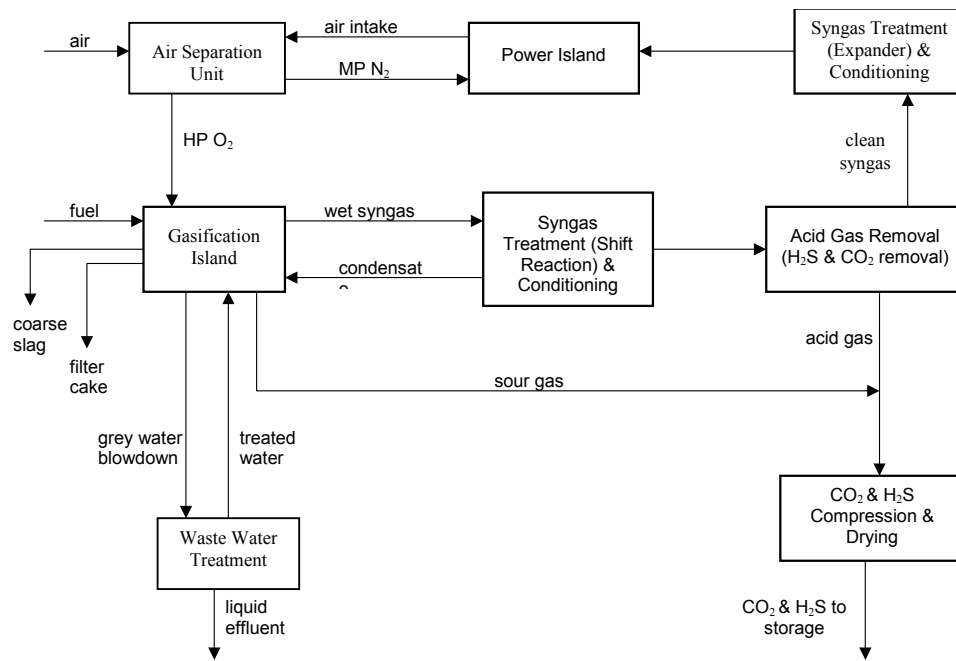 air
Air Separation
Unit
air intake
MP N₂
Power Island
Syngas Treatment
(Expander) &
Conditioning
HP O₂
clean
syngas
fuel
Gasification
Island
wet syngas
condensat
Syngas
Treatment (Shift
Reaction) &
Conditioning
Acid Gas Removal
(H₂S & CO₂ removal)
coarse
slag
filter
cake
acid gas
sour gas
grey water
blowdown
treated
water
CO₂ & H₂S
Compression &
Drying
Waste Water
Treatment
liquid
effluent
CO₂ & H₂S to
storage